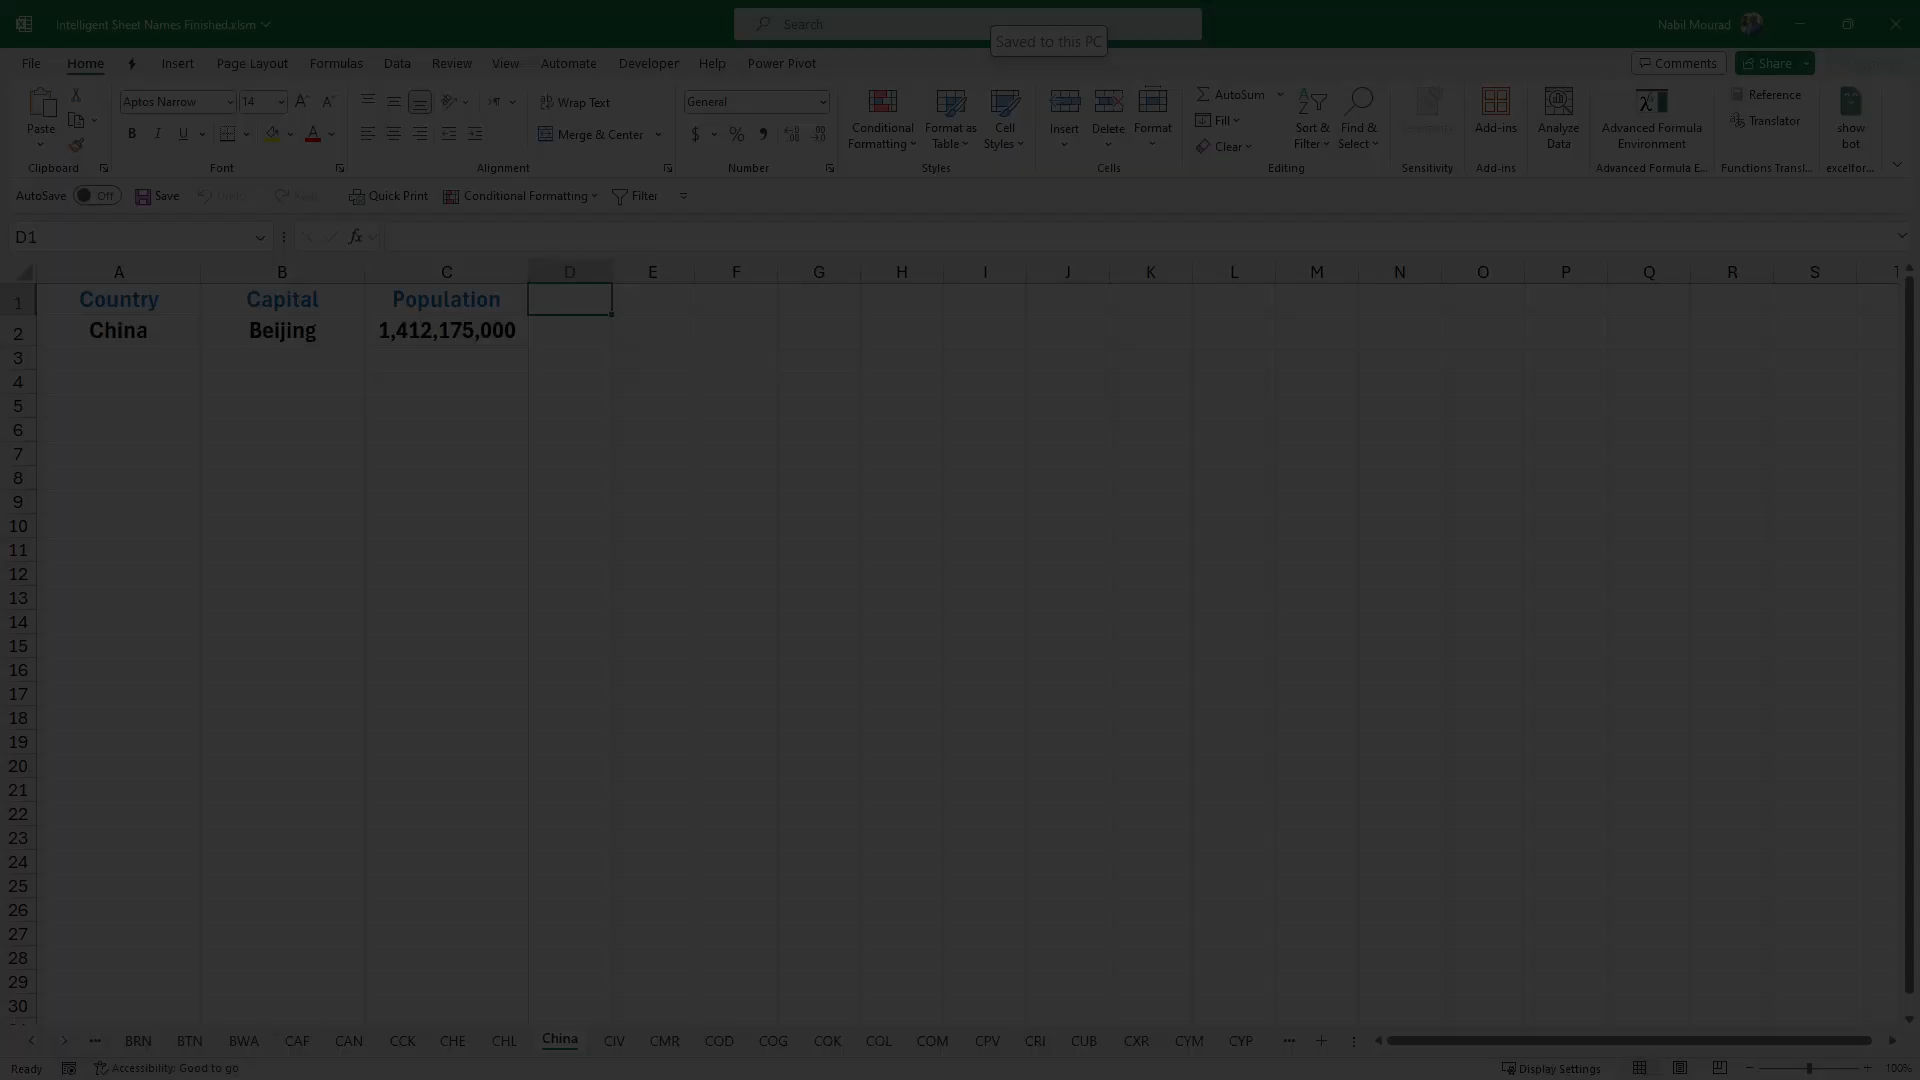 Intelligent Sheet Names Finished.xlsm
Search
Saved to this PC
Nabil Mourad
File Home Insert Page Layout Formulas Data Review View Automate Developer Help Power Pivot
Comments Share
Paste
Clipboard
Aptos Narrow 14
B I U
Font
Wrap Text
Merge & Center
Alignment
General
$ % 9
Number
Conditional Formatting
Format as Table
Cell Styles
Styles
Insert Delete Format
Cells
AutoSum
Fill
Clear
Sort & Filter
Find & Select
Editing
Sensitivity
Sensitivity
Add-ins
Add-ins
Analyze Data
Advanced Formula Environment
Advanced Formula E...
Reference
Translator
Functions Transl...
show bot
excelfor...
AutoSave Off Save Undo Quick Print Conditional Formatting Filter
D1 fx
A B C D E F G H I J K L M N O P Q R S T
1 Country Capital Population
2 China Beijing 1,412,175,000
3
4
5
6
7
8
9
10
11
12
13
14
15
16
17
18
19
20
21
22
23
24
25
26
27
28
29
30
... BRN BTN BWA CAF CAN CCK CHE CHL China CIV CMR COD COG COK COL COM CPV CRI CUB CXR CYM CYP ...
Ready Accessibility: Good to go Display Settings 100%